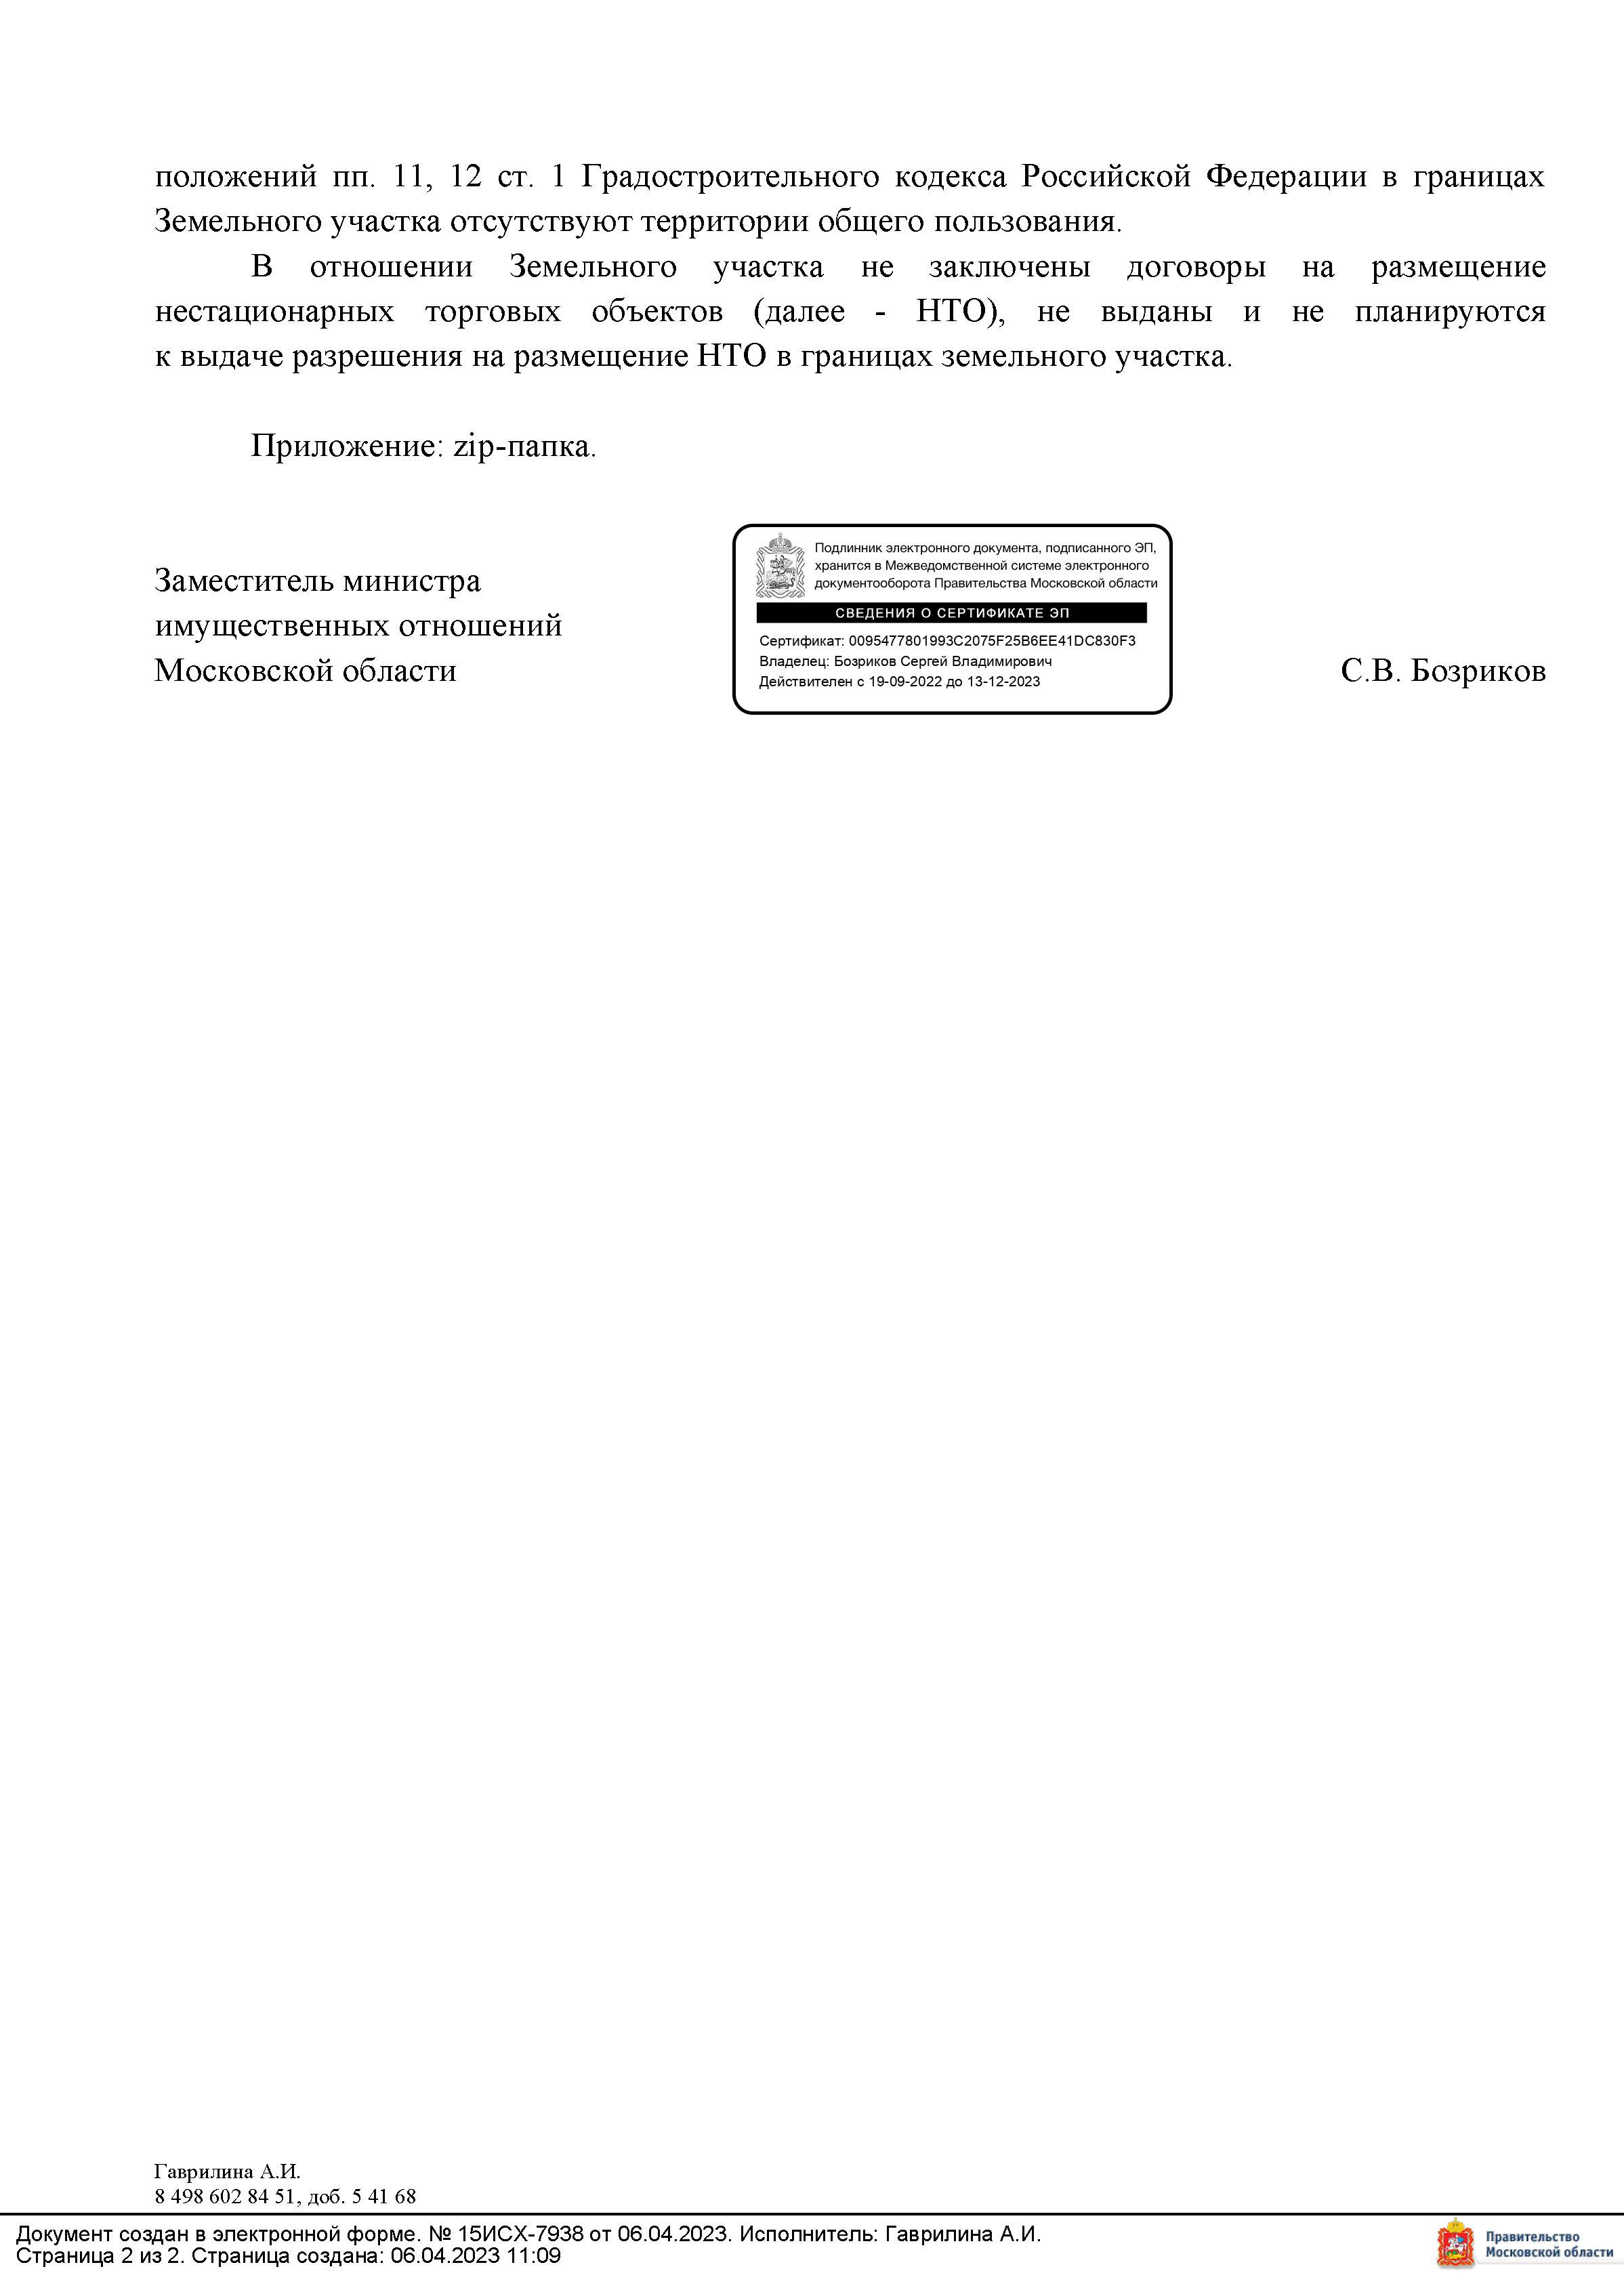 положений пп. 11, 12 ст. 1 Градостроительного кодекса Российской Федерации в границах
Земельного участка отсутствуют территории общего пользования.
В отношении Земельного участка не заключены договоры на размещение
нестационарных торговых объектов (далее - НТО), не выданы и не планируются
к выдаче разрешения на размещение НТО в границах земельного участка.
Приложение: zip-папка.
Заместитель министра
имущественных отношений
Московской области
Подлинник электронного документа, подписанного ЭП,
хранится в Межведомственной системе электронного
документооборота Правительства Московской области
СВЕДЕНИЯ О СЕРТИФИКАТЕ ЭП
Сертификат: 0095477801993C2075F25B6EE41DC830F3
Владелец: Бозриков Сергей Владимирович
Действителен с 19-09-2022 до 13-12-2023
С.В. Бозриков
Гаврилина А.И.
8 498 602 84 51, доб. 5 41 68
Документ создан в электронной форме. № 15ИСХ-7938 от 06.04.2023. Исполнитель: Гаврилина А.И.
Страница 2 из 2. Страница создана: 06.04.2023 11:09
Правительство
Московской области